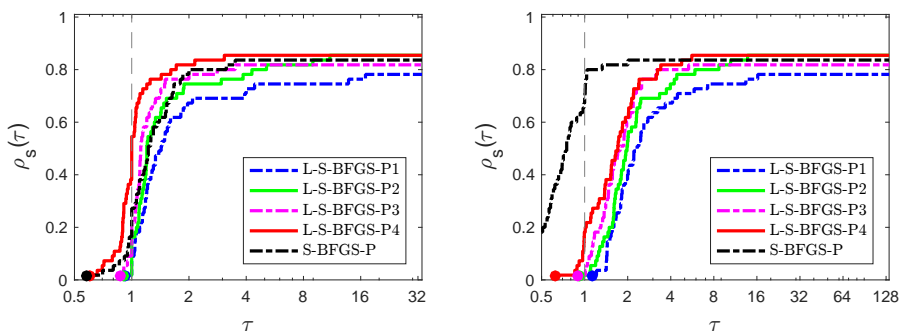 1
0.8
0.6
0.4
0.2
0
ρs(τ)
0.5 1 2 4 8 16 32
τ
L-S-BFGS-P1
L-S-BFGS-P2
L-S-BFGS-P3
L-S-BFGS-P4
S-BFGS-P
1
0.8
0.6
0.4
0.2
0
ρs(τ)
0.5 1 2 4 8 16 32 64 128
τ
L-S-BFGS-P1
L-S-BFGS-P2
L-S-BFGS-P3
L-S-BFGS-P4
S-BFGS-P